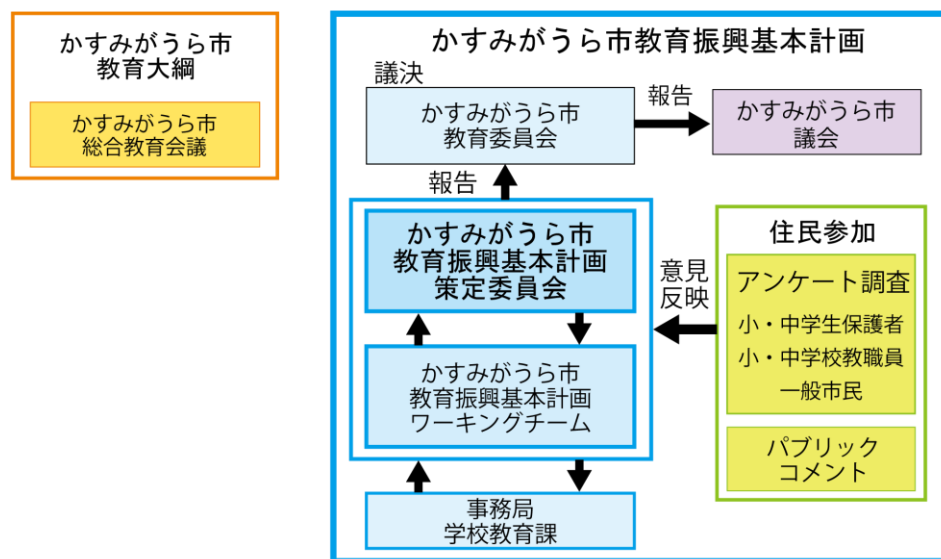 かすみがうら市
教育大綱
かすみがうら市
総合教育会議
かすみがうら市教育振興基本計画
議決
かすみがうら市
教育委員会
報告
かすみがうら市
議会
報告
かすみがうら市
教育振興基本計画
策定委員会
かすみがうら市
教育振興基本計画
ワーキングチーム
事務局
学校教育課
意見
反映
住民参加
アンケート調査
小・中学生保護者
小・中学校教職員
一般市民
パブリック
コメント